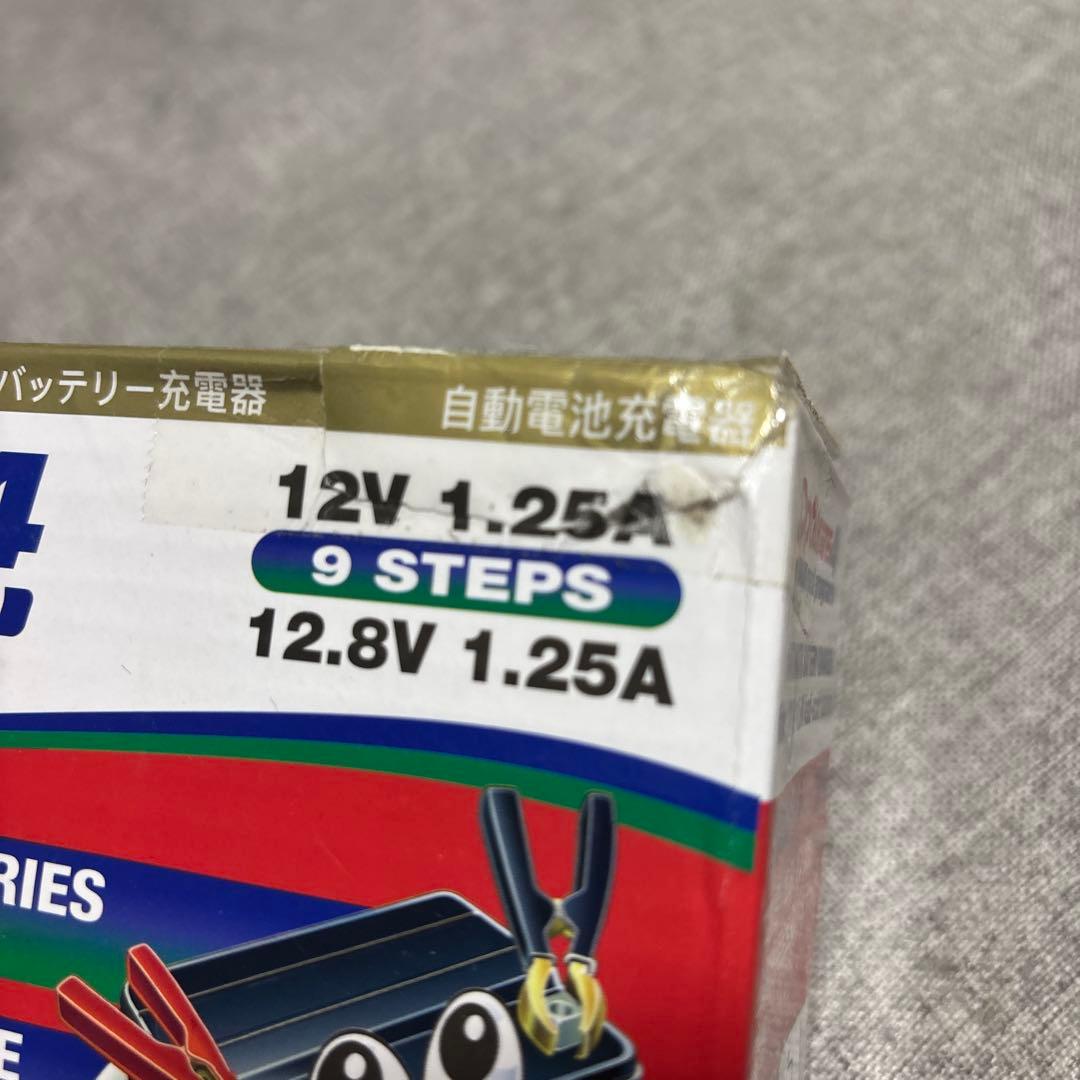 バッテリー充電器
自動電池充電器
4
12V 1.25A
9 STEPS
12.8V 1.25A
RIES
E